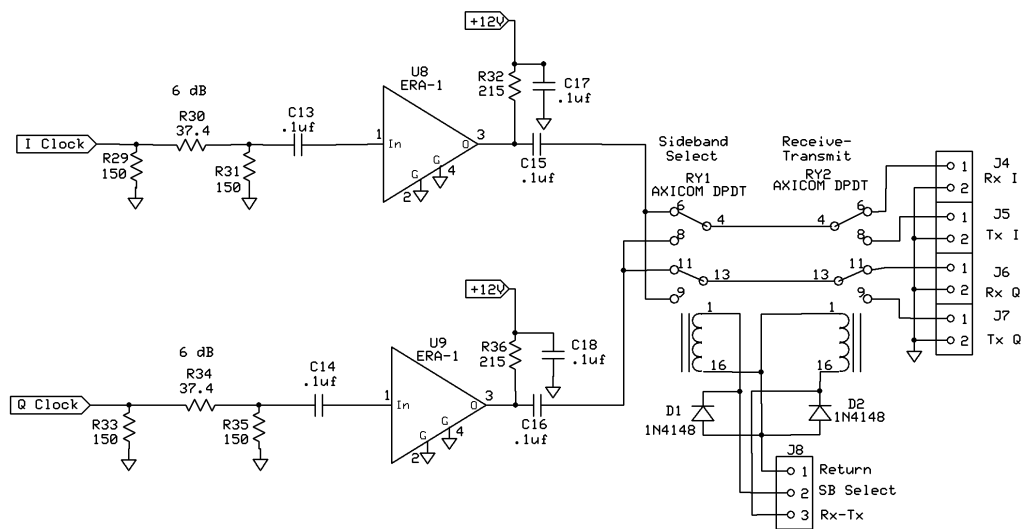 +12V
U8
ERA-1
R32
215
C17
.1uf
6 dB
R30
37.4
C13
.1uf
I Clock
R29
150
R31
150
1
In
O
3
G
G
2
4
C15
.1uf
Sideband
Select
RY1
AXICOM DPDT
Receive-
Transmit
RY2
AXICOM DPDT
6
4
8
11
13
9
6
4
8
11
13
9
J4
Rx I
1
2
J5
Tx I
1
2
J6
Rx Q
1
2
J7
Tx Q
1
2
+12V
U9
ERA-1
R36
215
C18
.1uf
6 dB
R34
37.4
C14
.1uf
Q Clock
R33
150
R35
150
1
In
O
3
G
G
2
4
C16
.1uf
1
16
1
16
D1
1N4148
D2
1N4148
J8
1 Return
2 SB Select
3 Rx-Tx